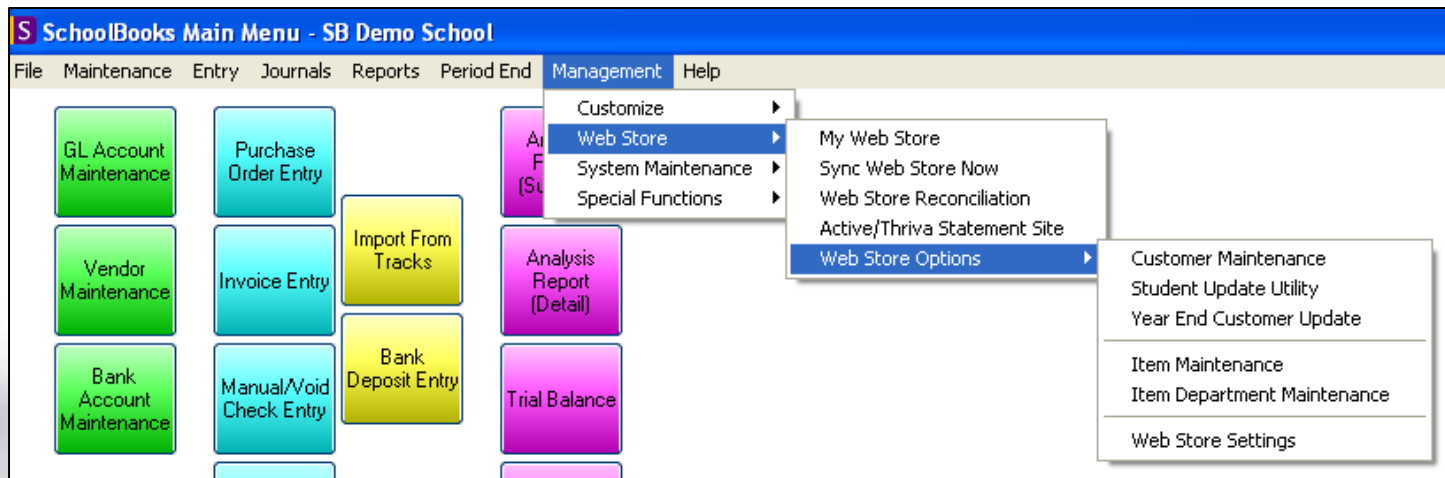 S SchoolBooks Main Menu - SB Demo School
File Maintenance Entry Journals Reports Period End Management Help
Customize
Web Store
System Maintenance
Special Functions
My Web Store
Sync Web Store Now
Web Store Reconciliation
Active/Thriva Statement Site
Web Store Options
Customer Maintenance
Student Update Utility
Year End Customer Update
Item Maintenance
Item Department Maintenance
Web Store Settings
GL Account
Maintenance
Vendor
Maintenance
Bank
Account
Maintenance
Purchase
Order Entry
Invoice Entry
Manual/Void
Check Entry
Import From
Tracks
Bank
Deposit Entry
Analysis
Report
(Detail)
Trial Balance